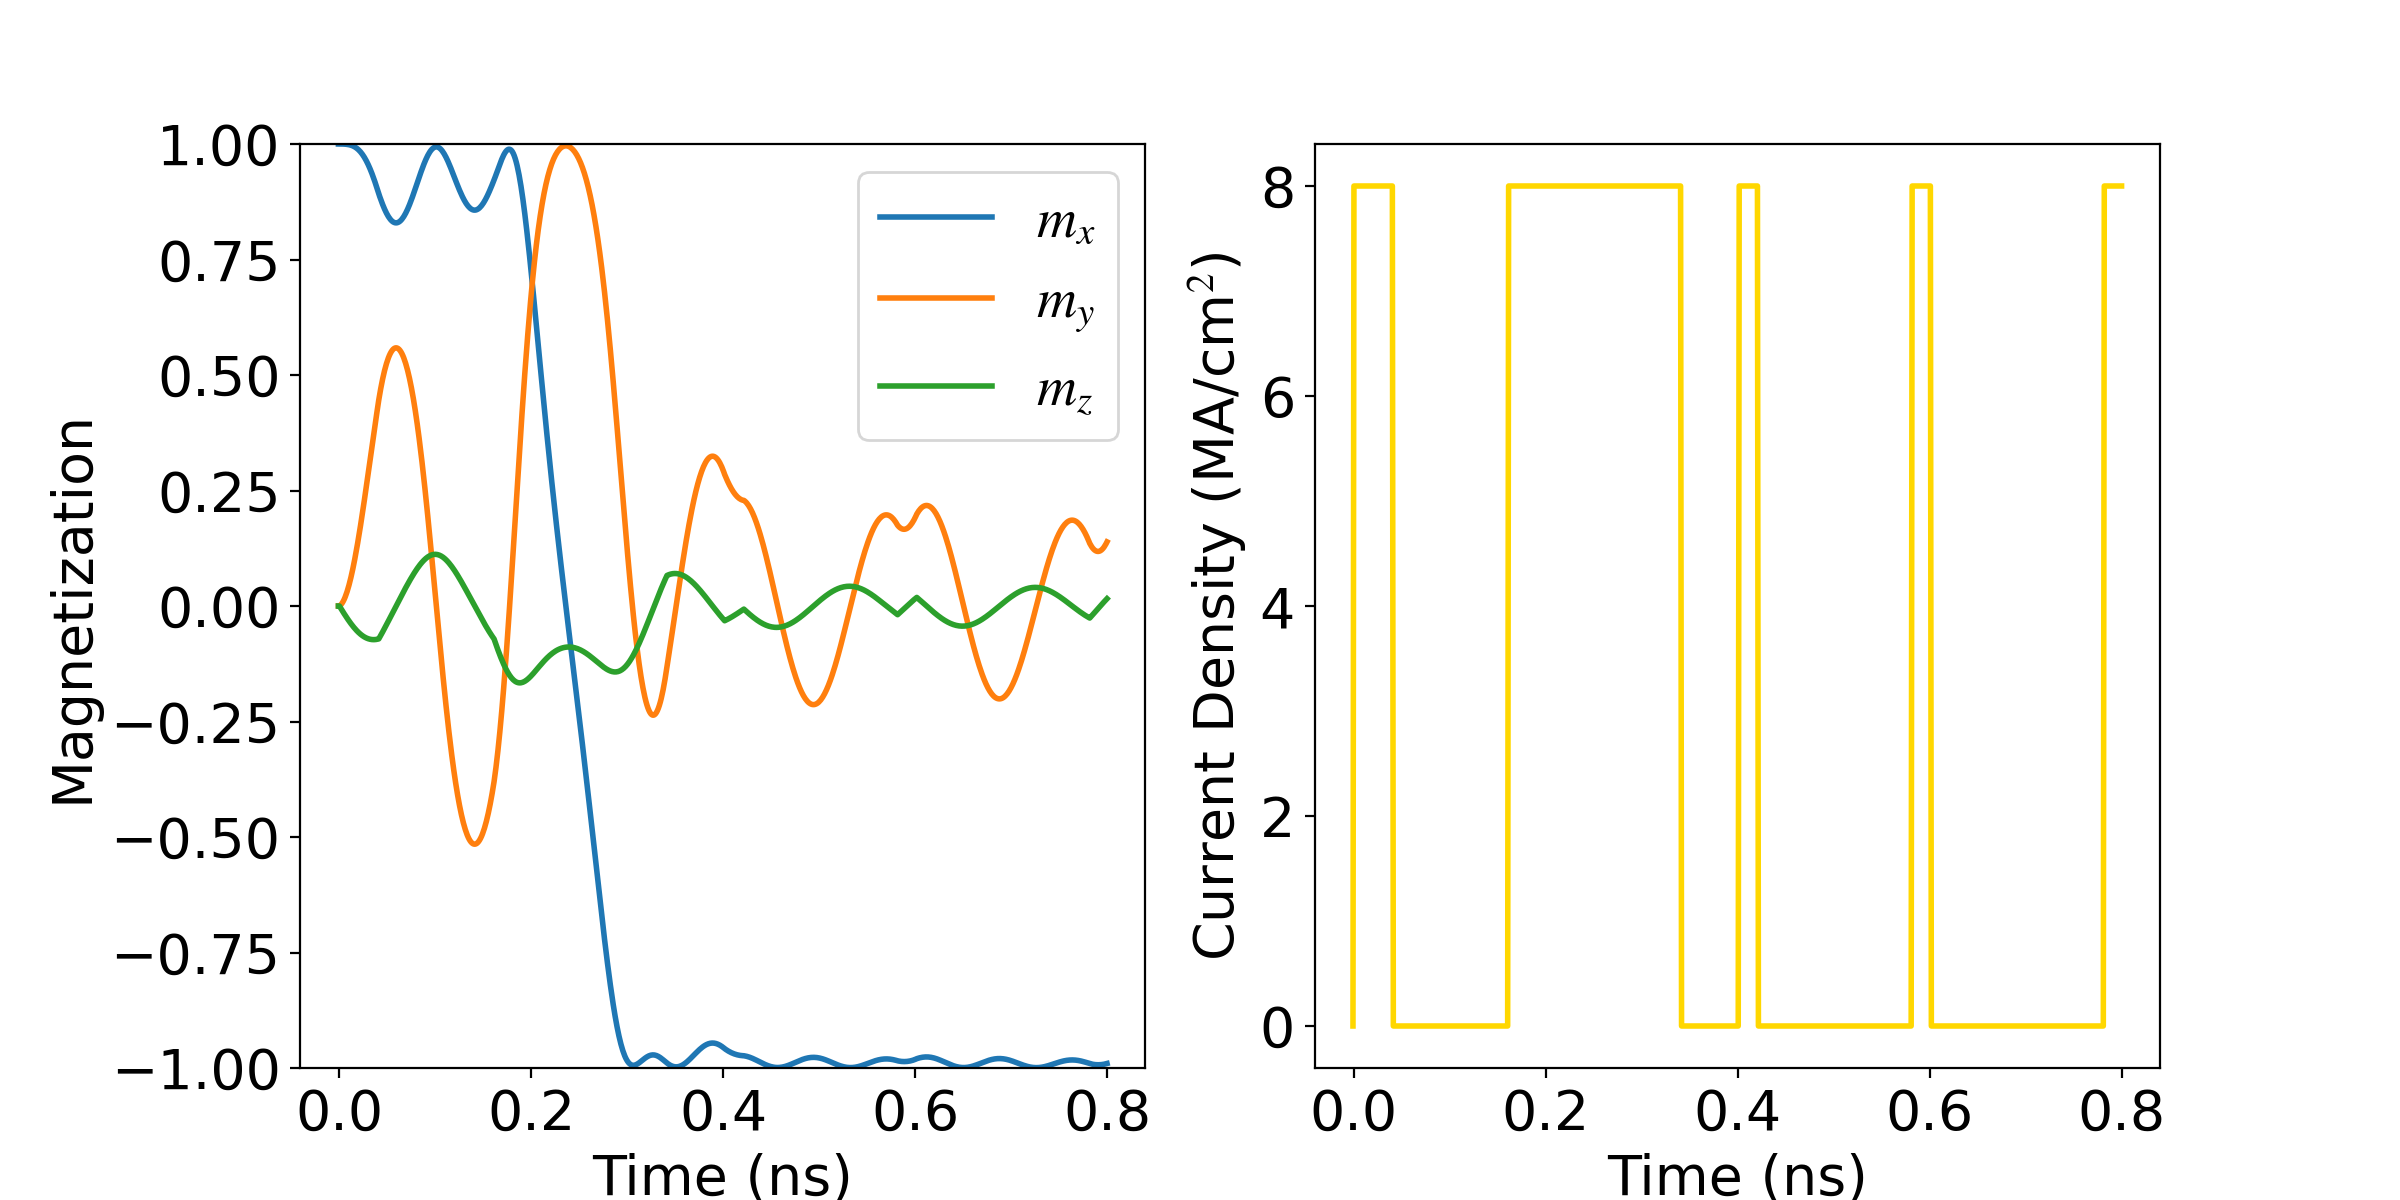 1.00
0.75
0.50
0.25
0.00
−0.25
−0.50
−0.75
−1.00
Magnetization
0.0 0.2 0.4 0.6 0.8
Time (ns)
m_x
m_y
m_z
8
6
4
2
0
Current Density (MA/cm²)
0.0 0.2 0.4 0.6 0.8
Time (ns)